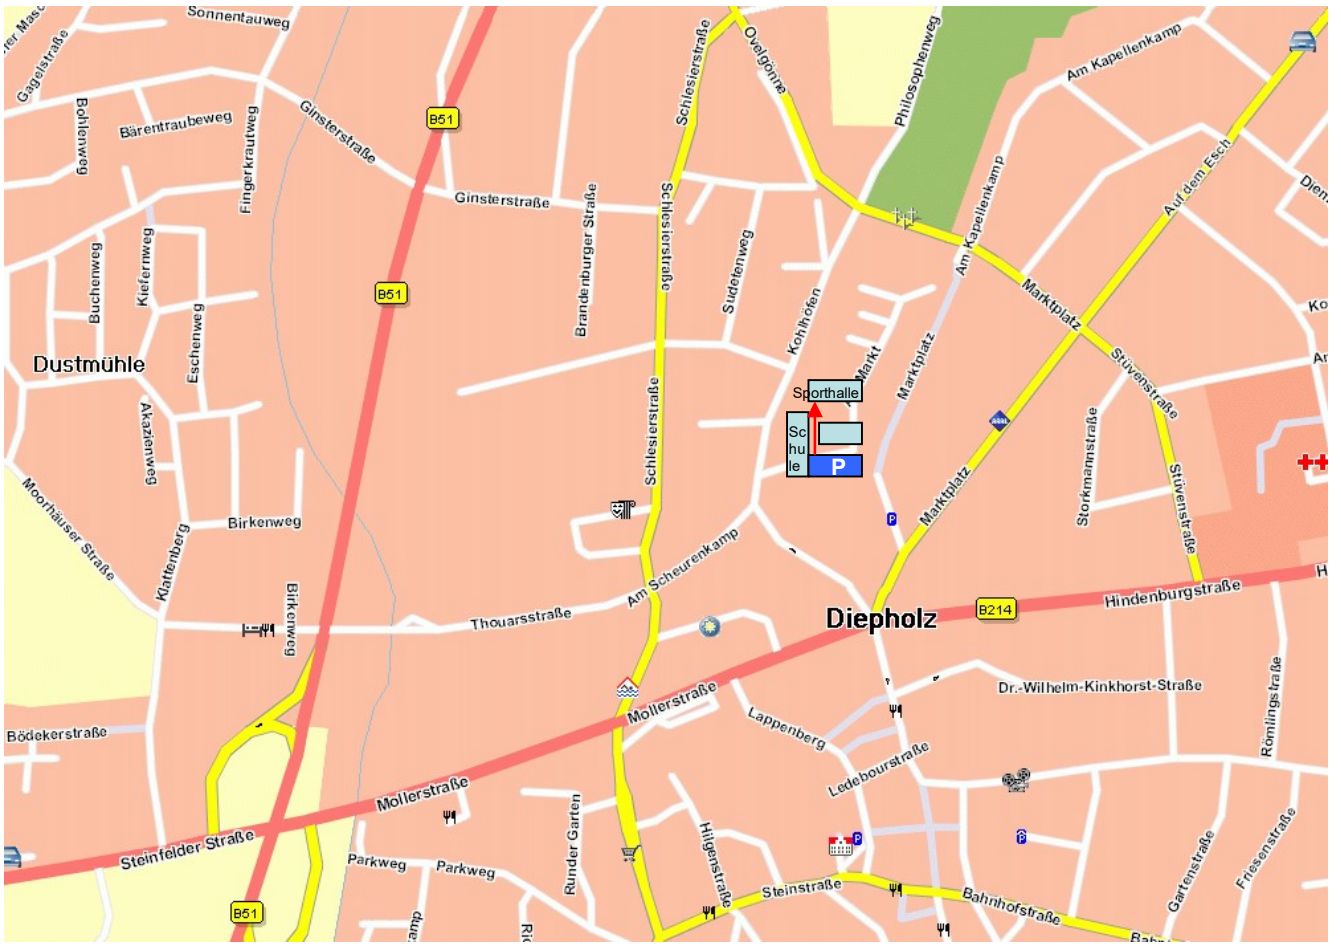 Sonnentauweg
Gagelstraße
Bohlenweg
Bärentraubeweg
Fingerkrautweg
Ginsterstraße
B51
Ginsterstraße
Schlesierstraße
Ovelgönne
Philosophenweg
Am Kapellenkamp
Auf dem Esch
Brandenburger Straße
Schlesierstraße
Sudetenweg
Kohlhöfen
Am Kapellenkamp
Marktplatz
Stüvenstraße
Buchenweg
Kiefernweg
Eschenweg
B51
Dustmühle
Akazienweg
Markt
Marktplatz
Sporthalle
Schu
le
P
Schlesierstraße
Storkmannstraße
Stüvenstraße
Marktplatz
P
Moorhäuser Straße
Klattenberg
Birkenweg
Birkenweg
Am Scheurenkamp
Thouarsstraße
Diepholz
B214
Hindenburgstraße
Mollerstraße
Dr.-Wilhelm-Kinkhorst-Straße
Römlingstraße
Bödekerstraße
Lappenberg
Ledebourstraße
Mollerstraße
Steinfelder Straße
Parkweg
Parkweg
Runder Garten
Hilgenstraße
P
P
Gartenstraße
Friesenstraße
Steinstraße
Bahnhofstraße
B51